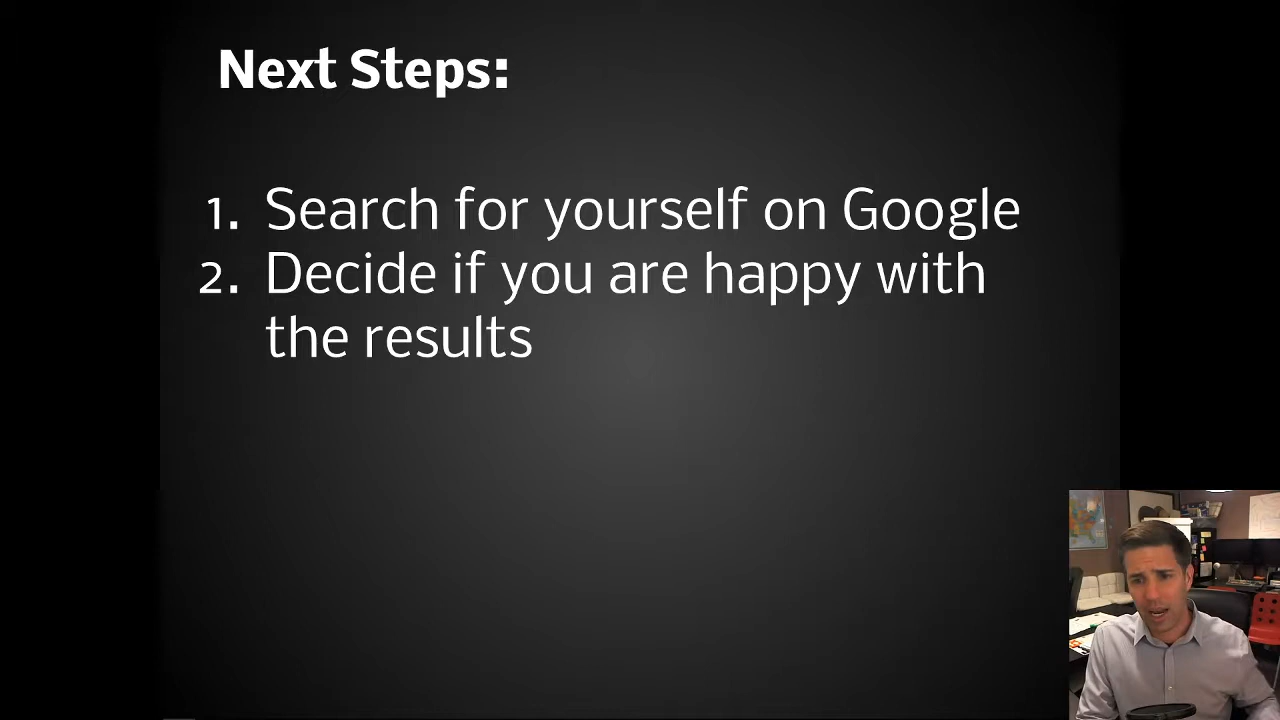 Next Steps:
1. Search for yourself on Google
2. Decide if you are happy with
the results